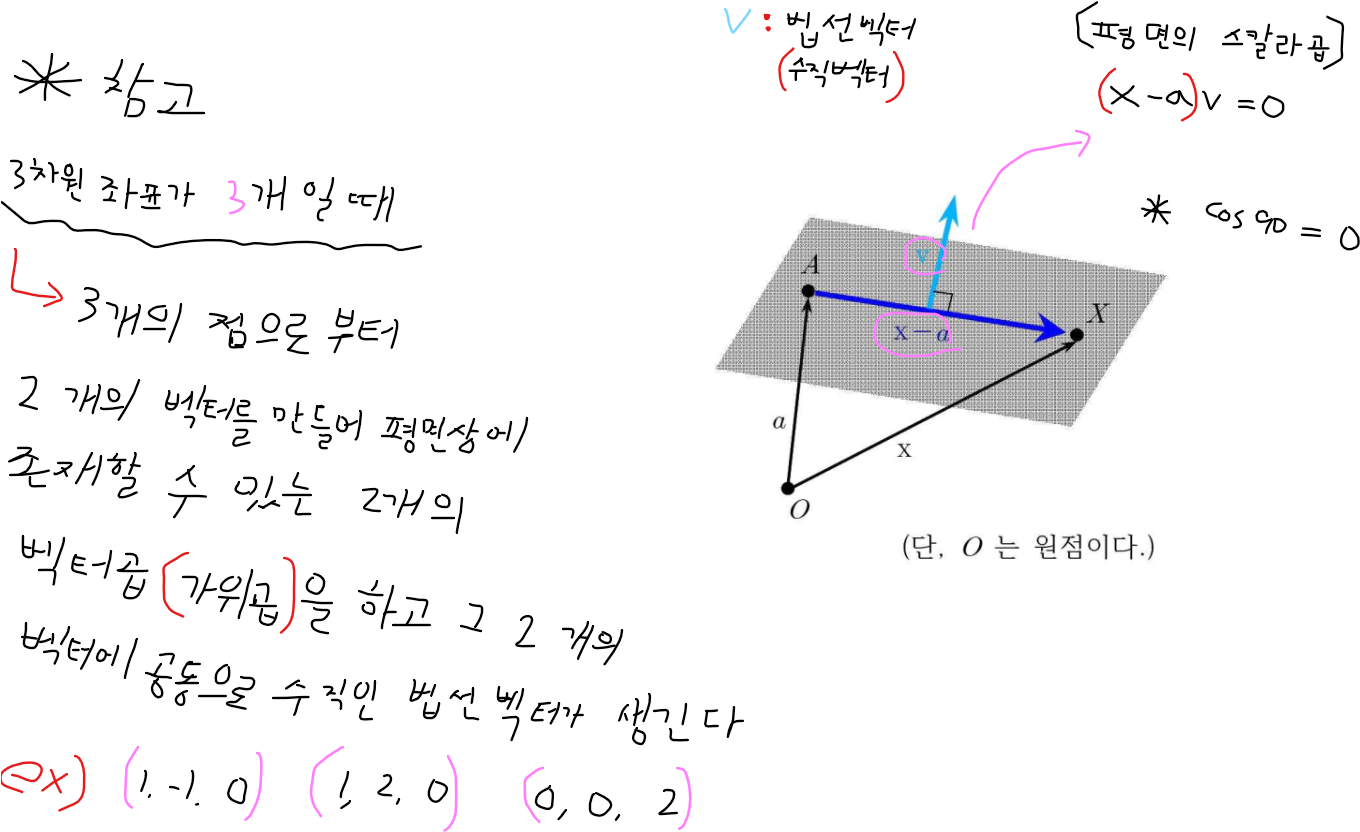 * 참고
3차원 좌표가 3개 일 때
3개의 점으로 부터
2 개의 벡터를 만들어 평면상에
존재할 수 있는 2개의
벡터곱 (가위곱)을 하고 그 2 개의
벡터에 공통으로 수직인 법선 벡터가 생긴다
ex) (1. -1. 0) (1, 2, 0) (0, 0, 2)
V : 법선벡터
(수직벡터)
[평면의 스칼라곱]
(x-a)v=0
* cos 90 = 0
v
A
x-a
X
a
x
O
(단, O 는 원점이다.)